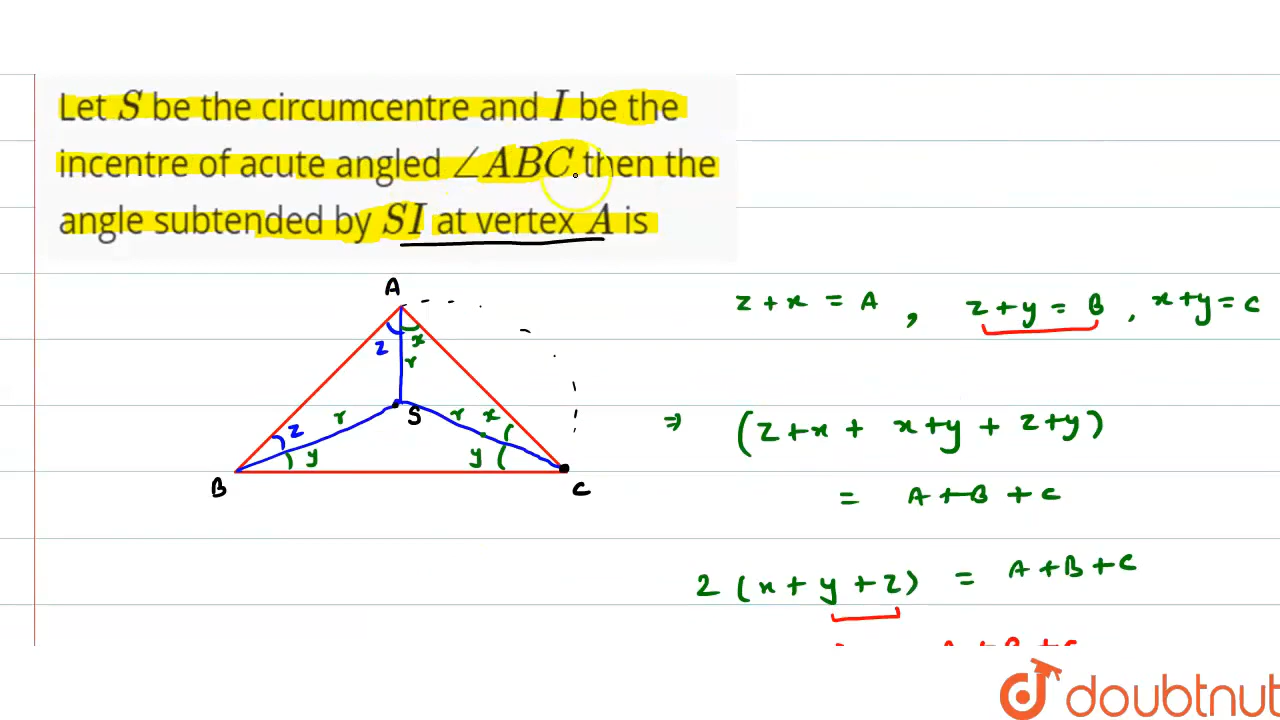 Let S be the circumcentre and I be the
incentre of acute angled ∠ABC. then the
angle subtended by SI at vertex A is
A
z x
r
z + x = A , z + y = B , x + y = C
r S r x
z y y
B C
⇒ (z + x + x + y + z + y)
= A + B + C
2 (x + y + z) = A + B + C
A + B + C
doubtnut